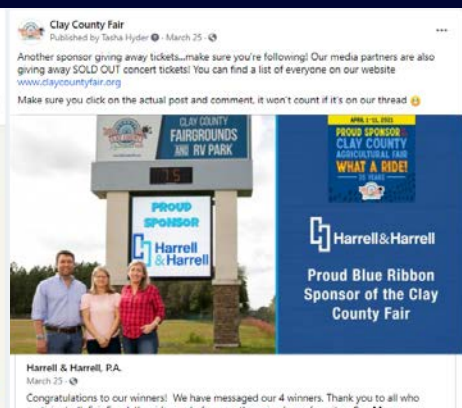 Clay County Fair
Published by Tasha Hyder · March 25 ·
Another sponsor giving away tickets...make sure you're following! Our media partners are also
giving away SOLD OUT concert tickets! You can find a list of everyone on our website
www.claycountyfair.org
Make sure you click on the actual post and comment, it won't count if it's on our thread
CLAY COUNTY
FAIRGROUNDS
AND RV PARK
75
PROUD
SPONSOR
Harrell
& Harrell
APRIL 1-11, 2021
PROUD SPONSOR
CLAY COUNTY
AGRICULTURAL FAIR
WHAT A RIDE!
Harrell & Harrell
Proud Blue Ribbon
Sponsor of the Clay
County Fair
Harrell & Harrell, P.A.
March 25 ·
Congratulations to our winners! We have messaged our 4 winners. Thank you to all who